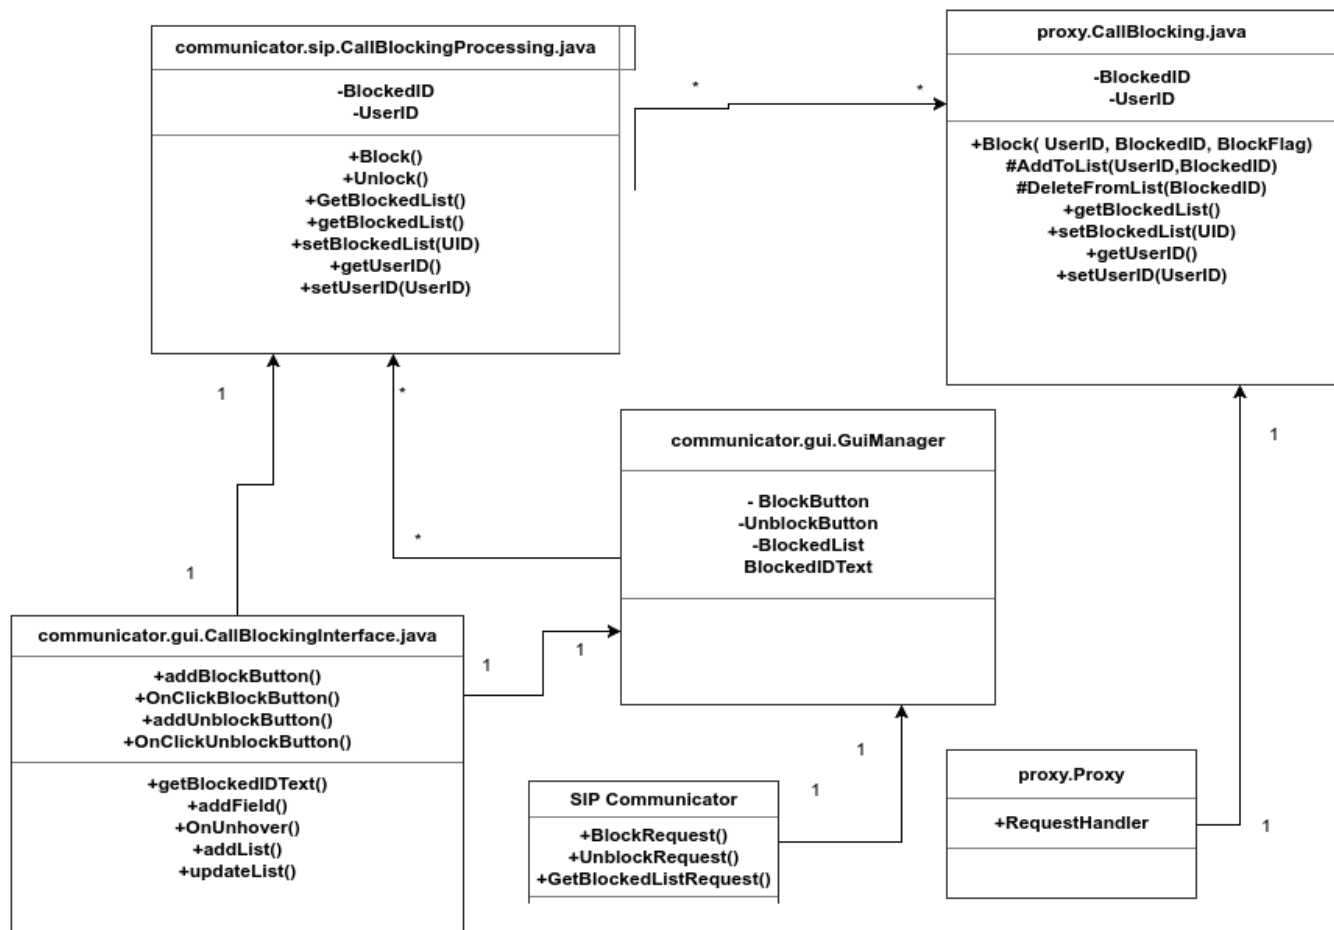 communicator.sip.CallBlockingProcessing.java
-BlockedID
-UserID
+Block()
+Unlock()
+GetBlockedList()
+getBlockedList()
+setBlockedList(UID)
+getUserID()
+setUserID(UserID)
*
*
proxy.CallBlocking.java
-BlockedID
-UserID
+Block( UserID, BlockedID, BlockFlag)
#AddToList(UserID,BlockedID)
#DeleteFromList(BlockedID)
+getBlockedList()
+setBlockedList(UID)
+getUserID()
+setUserID(UserID)
1
*
*
1
1
communicator.gui.GuiManager
- BlockButton
-UnblockButton
-BlockedList
BlockedIDText
communicator.gui.CallBlockingInterface.java
+addBlockButton()
+OnClickBlockButton()
+addUnblockButton()
+OnClickUnblockButton()
+getBlockedIDText()
+addField()
+OnUnhover()
+addList()
+updateList()
1
1
SIP Communicator
+BlockRequest()
+UnblockRequest()
+GetBlockedListRequest()
1
1
proxy.Proxy
+RequestHandler
1